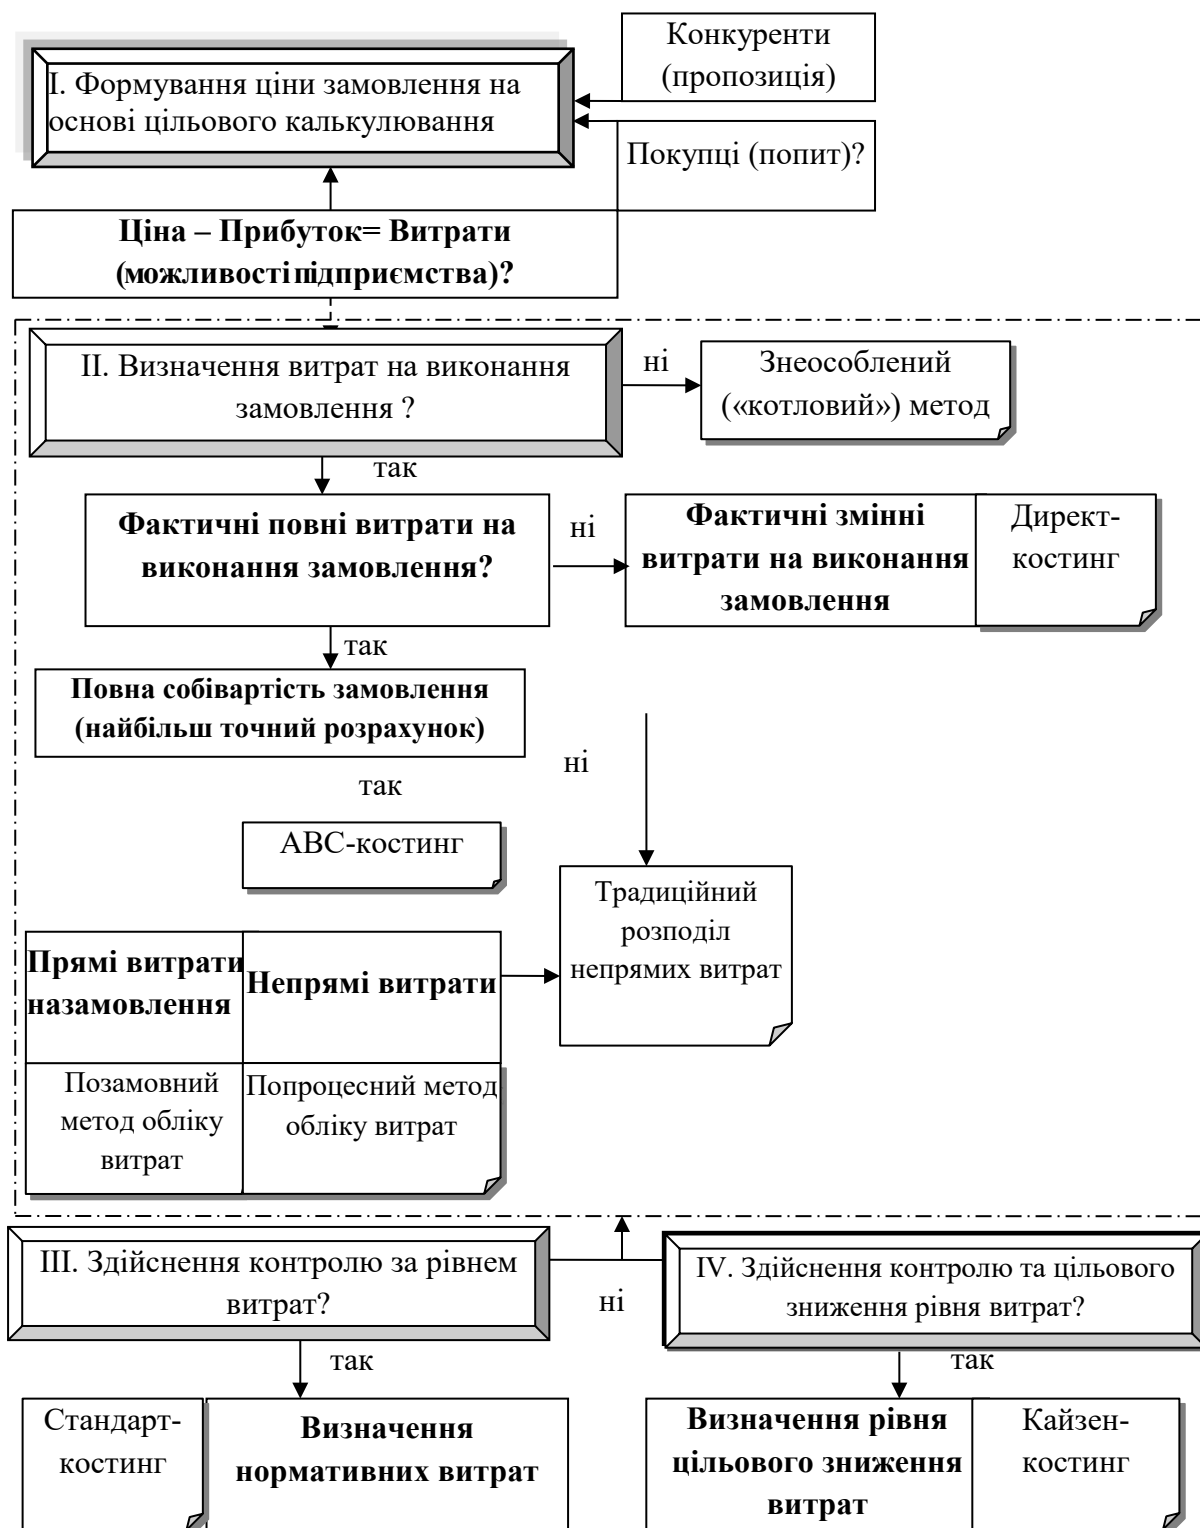 Конкуренти
(пропозиція)
І. Формування ціни замовлення на
основі цільового калькулювання
Покупці (попит)?
Ціна – Прибуток= Витрати
(можливостіпідприємства)?
ІІ. Визначення витрат на виконання
замовлення ?
ні
Знеособлений
(«котловий») метод
так
Фактичні повні витрати на
виконання замовлення?
ні
Фактичні змінні
витрати на виконання
замовлення
Директ-
костинг
так
Повна собівартість замовлення
(найбільш точний розрахунок)
ні
так
АВС-костинг
Традиційний
розподіл
непрямих витрат
Прямі витрати
назамовлення
Непрямі витрати
Позамовний
метод обліку
витрат
Попроцесний метод
обліку витрат
ІІІ. Здійснення контролю за рівнем
витрат?
ні
IV. Здійснення контролю та цільового
зниження рівня витрат?
так
так
Стандарт-
костинг
Визначення
нормативних витрат
Визначення рівня
цільового зниження
витрат
Кайзен-
костинг